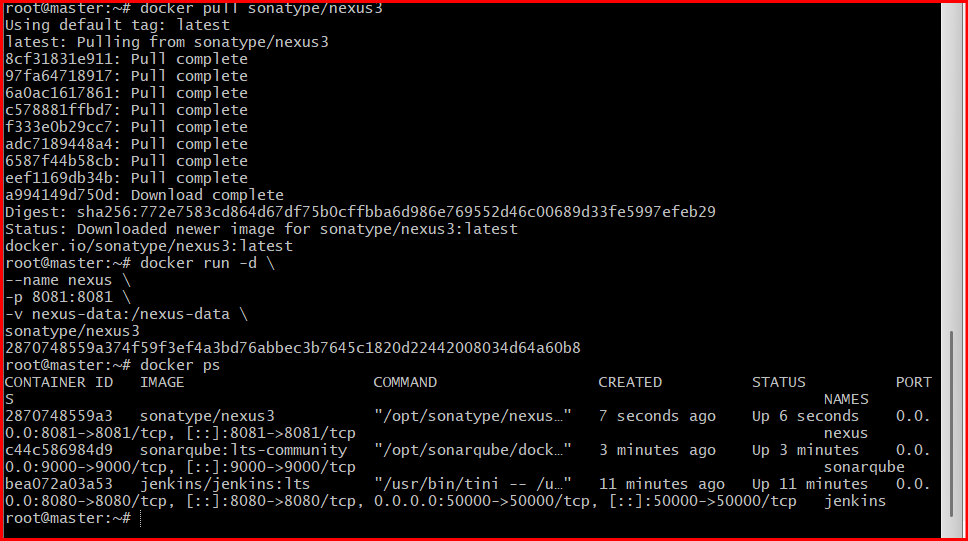 root@master:~# docker pull sonatype/nexus3
Using default tag: latest
latest: Pulling from sonatype/nexus3
8cf31831e911: Pull complete
97fa64718917: Pull complete
6a0ac1617861: Pull complete
c578881ffbd7: Pull complete
f333e0b29cc7: Pull complete
adc7189448a4: Pull complete
6587f44b58cb: Pull complete
eef1169db34b: Pull complete
a994149d750d: Download complete
Digest: sha256:772e7583cd864d67df75b0cffbba6d986e769552d46c00689d33fe5997efeb29
Status: Downloaded newer image for sonatype/nexus3:latest
docker.io/sonatype/nexus3:latest
root@master:~# docker run -d \
--name nexus \
-p 8081:8081 \
-v nexus-data:/nexus-data \
sonatype/nexus3
2870748559a374f59f3ef4a3bd76abbec3b7645c1820d22442008034d64a60b8
root@master:~# docker ps
CONTAINER ID   IMAGE                     COMMAND                  CREATED          STATUS          PORT
S                                                                                          NAMES
2870748559a3   sonatype/nexus3           "/opt/sonatype/nexus…"   7 seconds ago    Up 6 seconds    0.0.
0.0:8081->8081/tcp, [::]:8081->8081/tcp                                                    nexus
c44c586984d9   sonarqube:lts-community   "/opt/sonarqube/dock…"   3 minutes ago    Up 3 minutes    0.0.
0.0:9000->9000/tcp, [::]:9000->9000/tcp                                                    sonarqube
bea072a03a53   jenkins/jenkins:lts       "/usr/bin/tini -- /u…"   11 minutes ago   Up 11 minutes   0.0.
0.0:8080->8080/tcp, [::]:8080->8080/tcp, 0.0.0.0:50000->50000/tcp, [::]:50000->50000/tcp   jenkins
root@master:~#